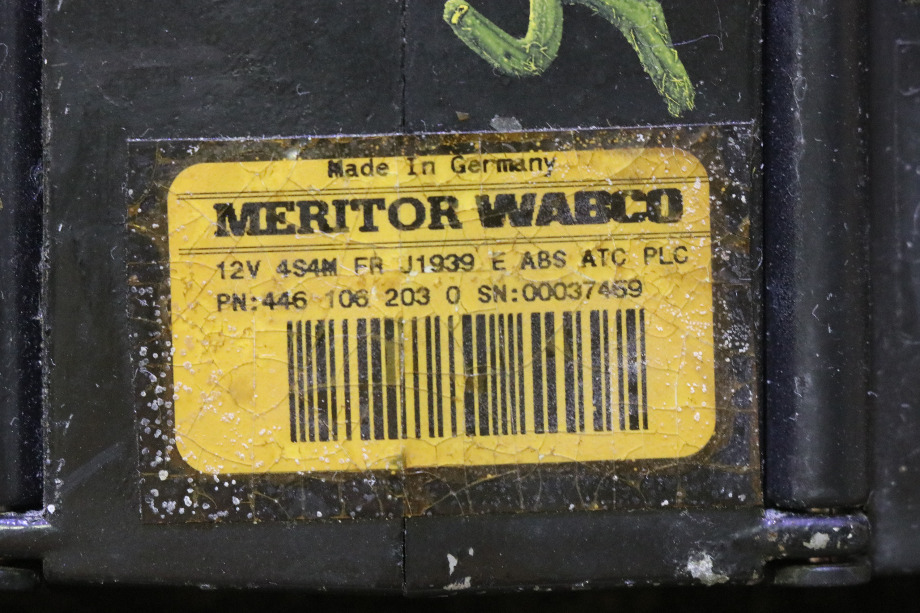 Made In Germany
MERITOR WABCO
12V 4S4M FR J1939 E ABS ATC PLC
PN:446 106 203 0 SN:00037459